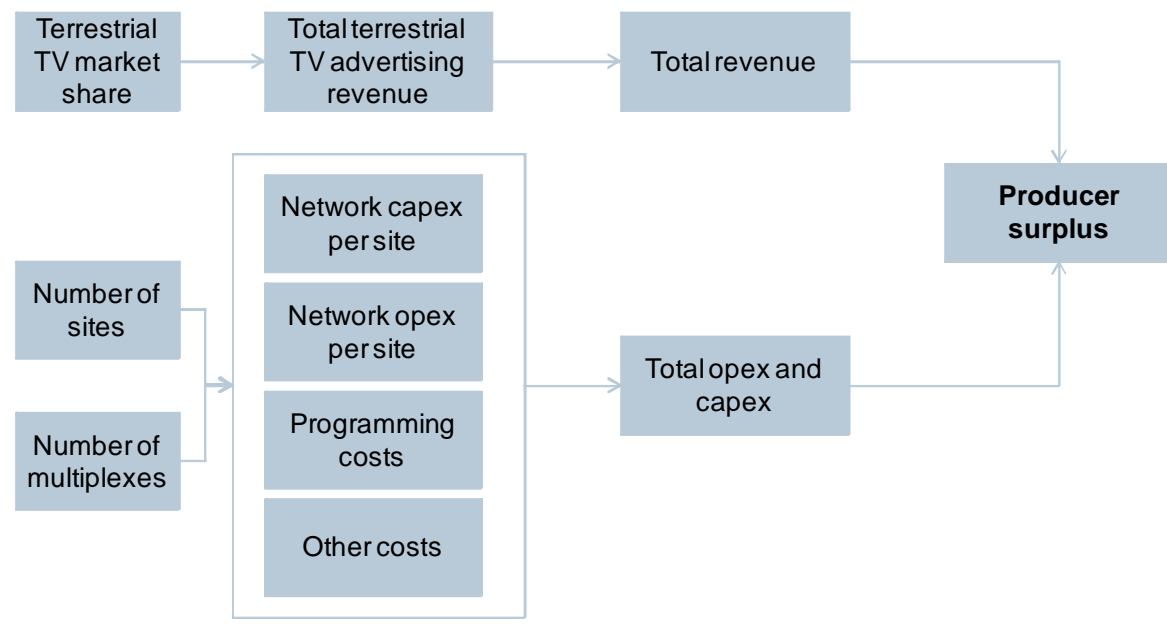 Terrestrial
TV market
share
Total terrestrial
TV advertising
revenue
Total revenue
Producer
surplus
Network capex
per site
Number of
sites
Network opex
per site
Total opex and
capex
Programming
costs
Number of
multiplexes
Other costs